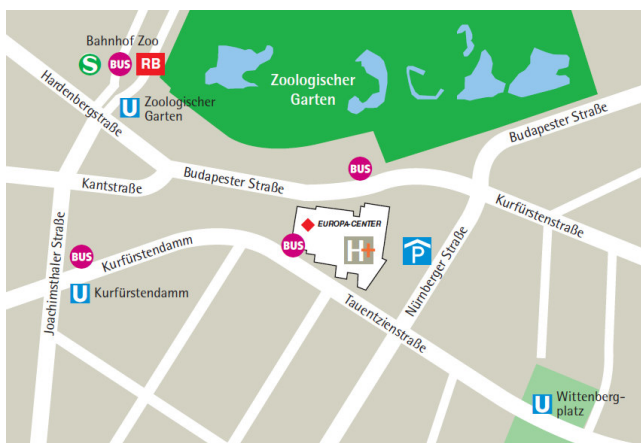 Bahnhof Zoo
S BUS RB
Hardenbergstraße
U Zoologischer
Garten
Zoologischer
Garten
Budapester Straße
BUS
Kantstraße
Budapester Straße
Kurfürstenstraße
EUROPA-CENTER
H+
BUS
P
Nürnberger Straße
Joachimsthaler Straße
BUS
Kurfürstendamm
U Kurfürstendamm
Tauentzienstraße
U Wittenberg-
platz